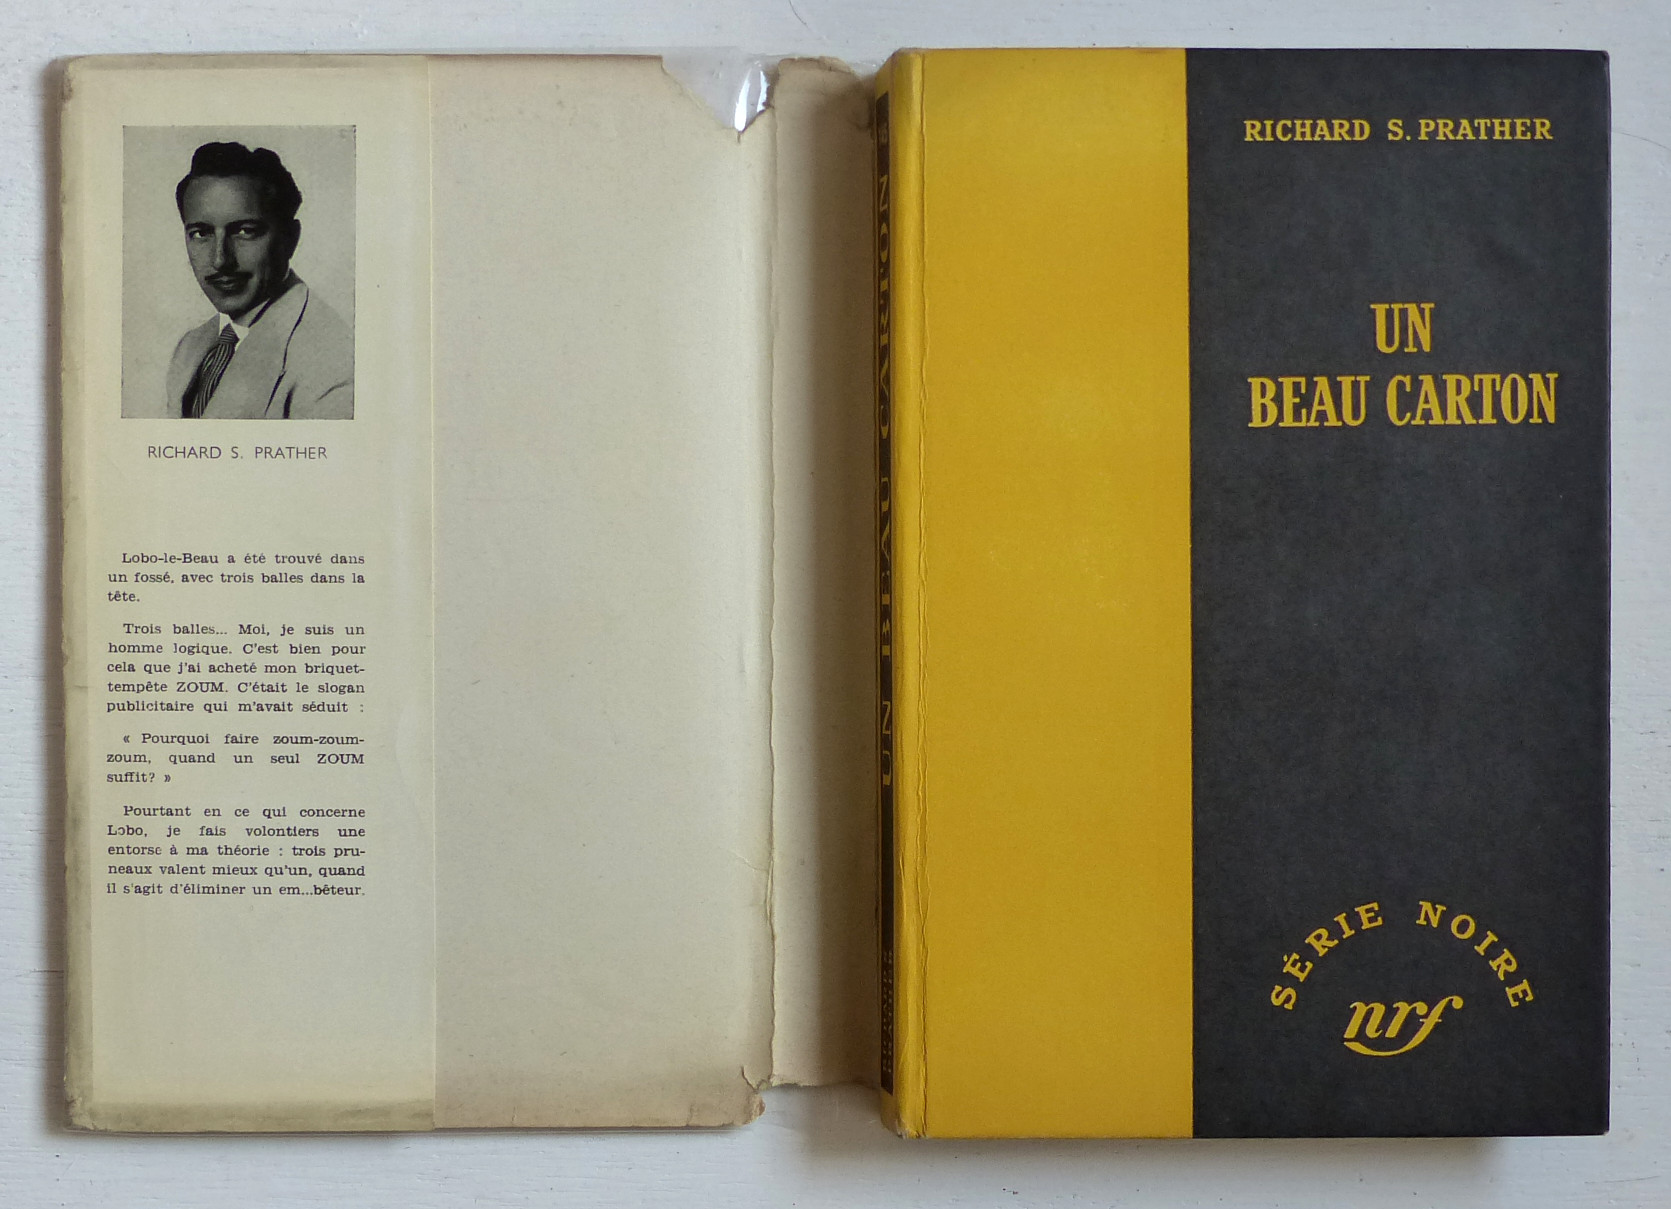 RICHARD S. PRATHER
Lobo-le-Beau a été trouvé dans
un fossé, avec trois balles dans la
tête.
Trois balles... Moi, je suis un
homme logique. C'est bien pour
cela que j'ai acheté mon briquet-
tempête ZOUM. C'était le slogan
publicitaire qui m'avait séduit :
« Pourquoi faire zoum-zoum-
zoum, quand un seul ZOUM
suffit? »
Pourtant en ce qui concerne
Lobo, je fais volontiers une
entorse à ma théorie : trois pru-
neaux valent mieux qu'un, quand
il s'agit d'éliminer un em...bêteur.
UN BEAU CARTON
RICHARD S.
PRATHER
RICHARD S. PRATHER
UN
BEAU CARTON
SÉRIE NOIRE
nrf